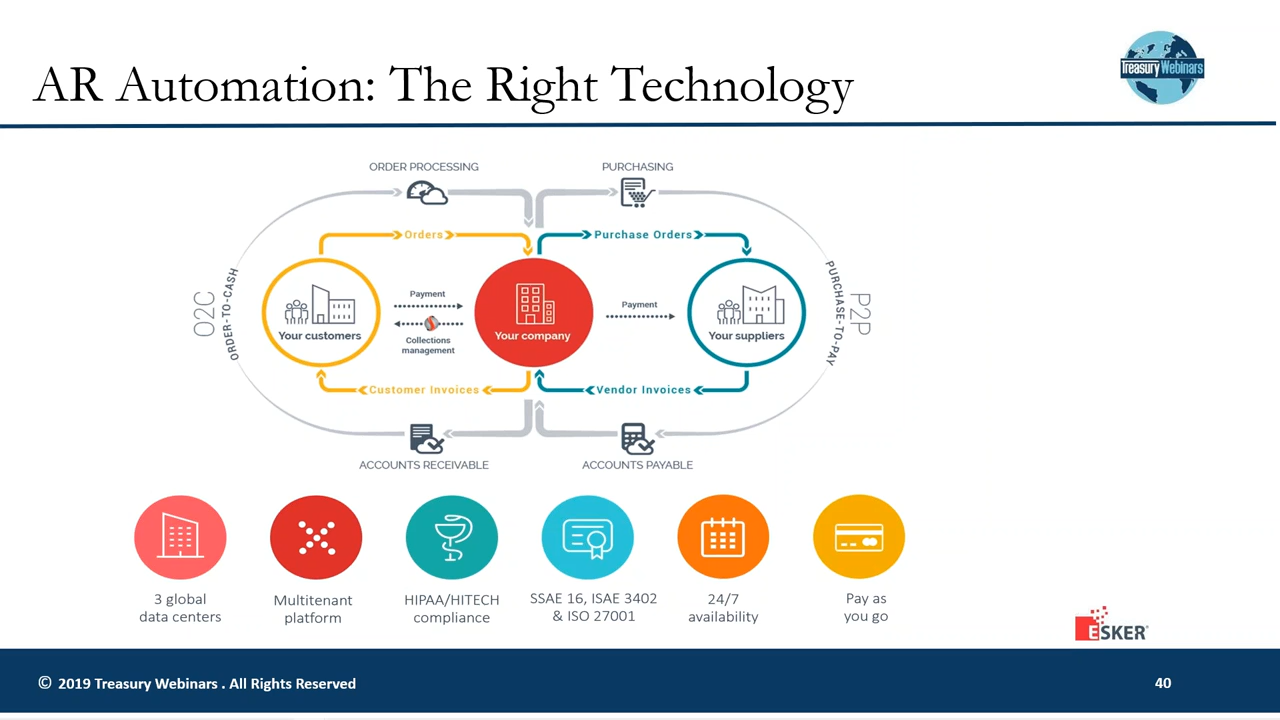 AR Automation: The Right Technology
Treasury Webinars
ORDER PROCESSING
PURCHASING
Orders
Purchase Orders
O2C
ORDER-TO-CASH
Your customers
Payment
Collections
management
Your company
Payment
Your suppliers
PURCHASE-TO-PAY
P2P
Customer Invoices
Vendor Invoices
ACCOUNTS RECEIVABLE
ACCOUNTS PAYABLE
3 global
data centers
Multitenant
platform
HIPAA/HITECH
compliance
SSAE 16, ISAE 3402
& ISO 27001
24/7
availability
Pay as
you go
ESKER®
© 2019 Treasury Webinars . All Rights Reserved
40